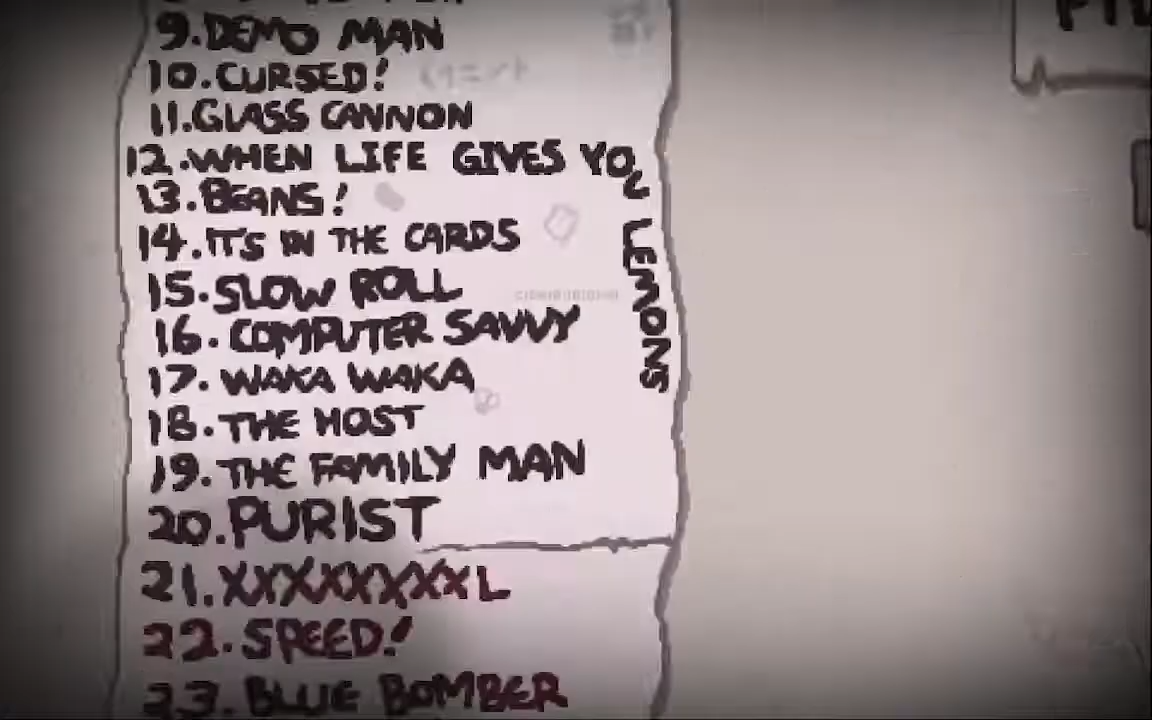 9.DEMO MAN
10.CURSED!
11.GLASS CANNON
12.WHEN LIFE GIVES YOU LEMONS
13.BEANS!
14.IT'S IN THE CARDS
15.SLOW ROLL
16.COMPUTER SAVVY
17.WAKA WAKA
18.THE HOST
19.THE FAMILY MAN
20.PURIST
21.XXXXXXXXL
22.SPEED!
23.BLUE BOMBER